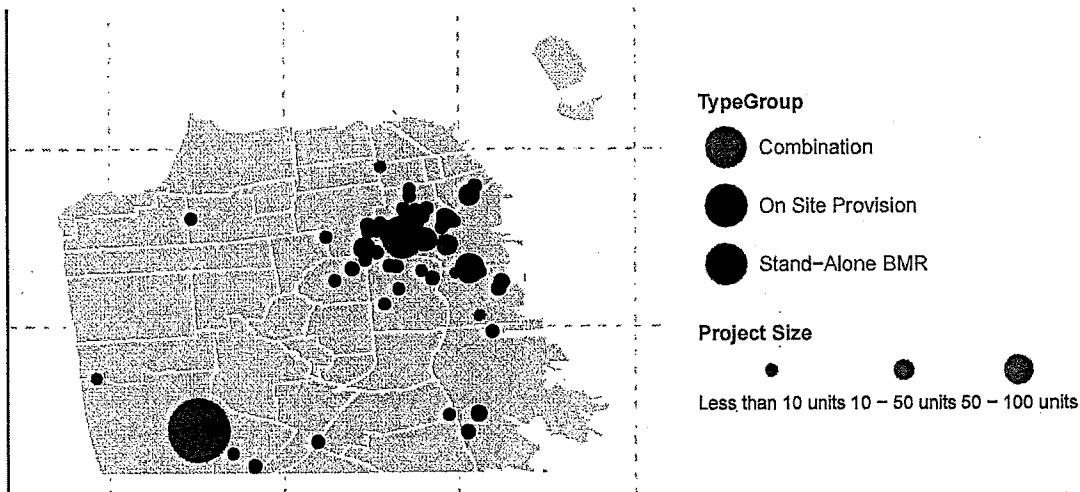 TypeGroup
Combination
On Site Provision
Stand-Alone BMR
Project Size
Less than 10 units 10 - 50 units 50 - 100 units